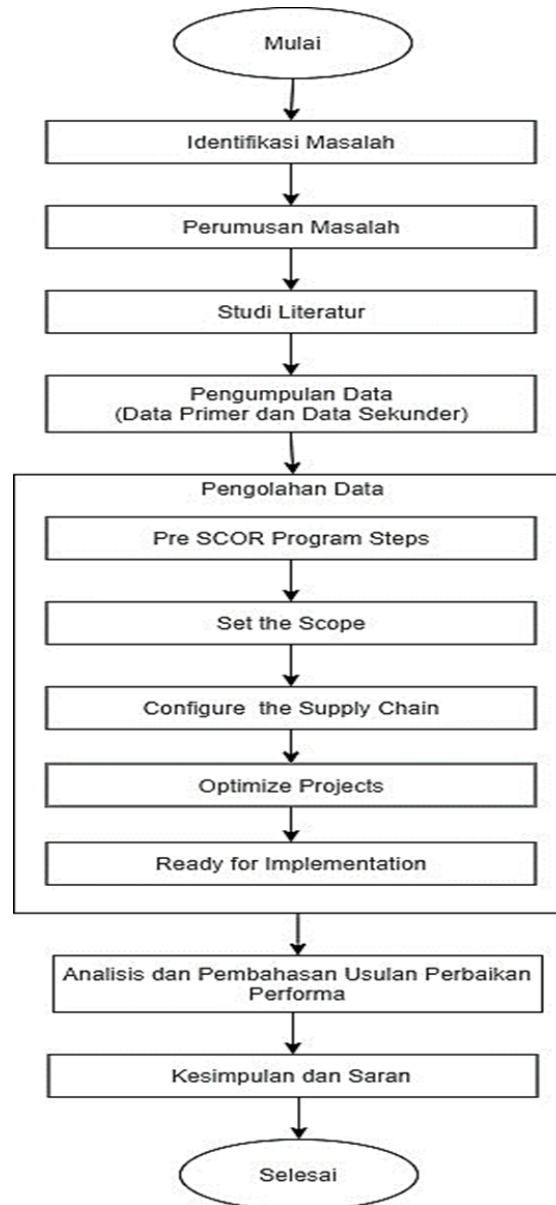 Mulai
Identifikasi Masalah
Perumusan Masalah
Studi Literatur
Pengumpulan Data
(Data Primer dan Data Sekunder)
Pengolahan Data
Pre SCOR Program Steps
Set the Scope
Configure the Supply Chain
Optimize Projects
Ready for Implementation
Analisis dan Pembahasan Usulan Perbaikan
Performa
Kesimpulan dan Saran
Selesai